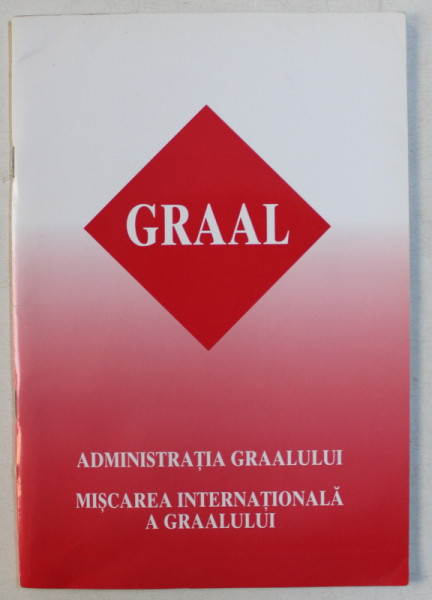 GRAAL
ADMINISTRAȚIA GRAALULUI
MIȘCAREA INTERNAȚIONALĂ
A GRAALULUI